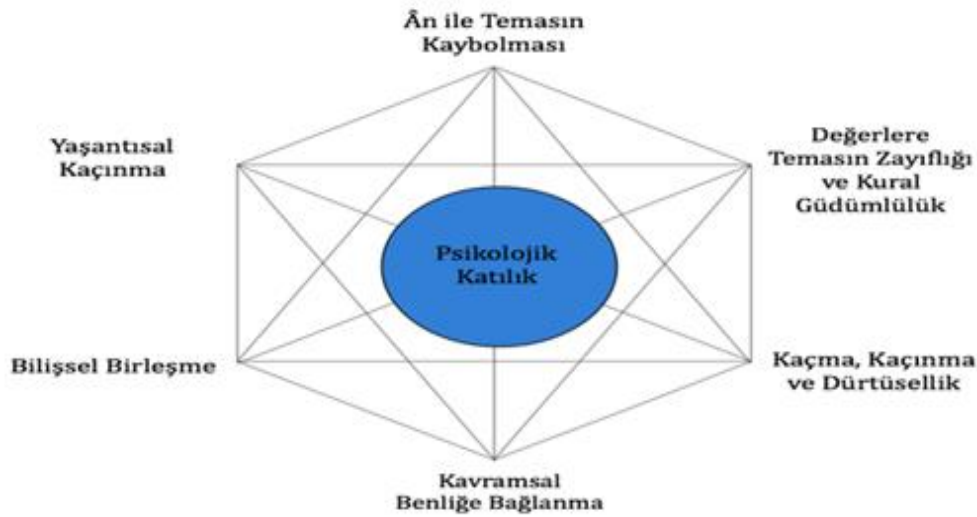 Ân ile Temasın
Kaybolması
Yaşantısal
Kaçınma
Değerlere
Temasın Zayıflığı
ve Kural
Güdümlülük
Psikolojik
Katılık
Bilişsel Birleşme
Kaçma, Kaçınma
ve Dürtüsellik
Kavramsal
Benliğe Bağlanma